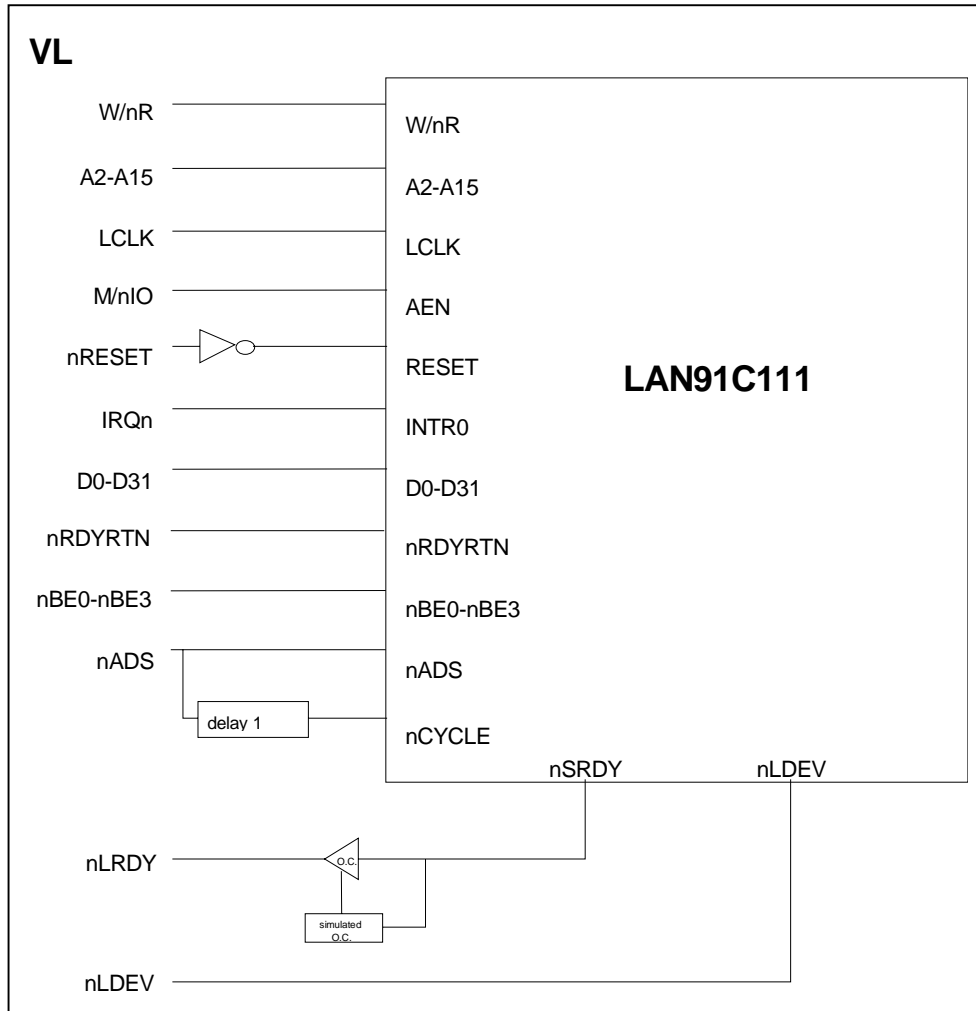 VL
W/nR
W/nR
A2-A15
A2-A15
LCLK
LCLK
M/nIO
AEN
nRESET
RESET
LAN91C111
IRQn
INTR0
D0-D31
D0-D31
nRDYRTN
nRDYRTN
nBE0-nBE3
nBE0-nBE3
nADS
nADS
delay 1
nCYCLE
nSRDY
nLDEV
nLRDY
O.C.
simulated
O.C.
nLDEV